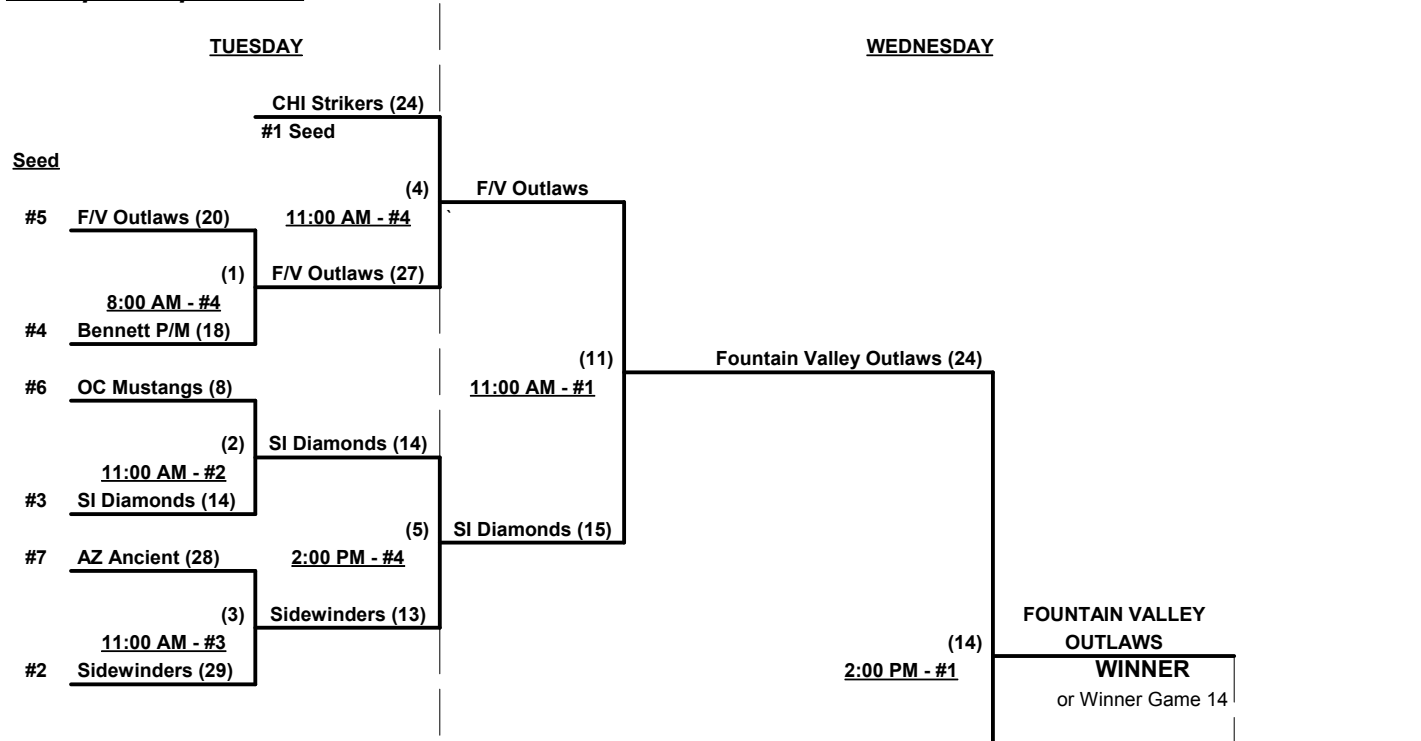 TUESDAY
WEDNESDAY
CHI Strikers (24)
#1 Seed
Seed
(4)
F/V Outlaws
#5
F/V Outlaws (20)
11:00 AM - #4
`
(1)
F/V Outlaws (27)
8:00 AM - #4
#4
Bennett P/M (18)
(11)
Fountain Valley Outlaws (24)
#6
OC Mustangs (8)
11:00 AM - #1
(2)
SI Diamonds (14)
11:00 AM - #2
#3
SI Diamonds (14)
(5)
SI Diamonds (15)
#7
AZ Ancient (28)
2:00 PM - #4
(3)
Sidewinders (13)
FOUNTAIN VALLEY
11:00 AM - #3
(14)
OUTLAWS
#2
Sidewinders (29)
2:00 PM - #1
WINNER
or Winner Game 14